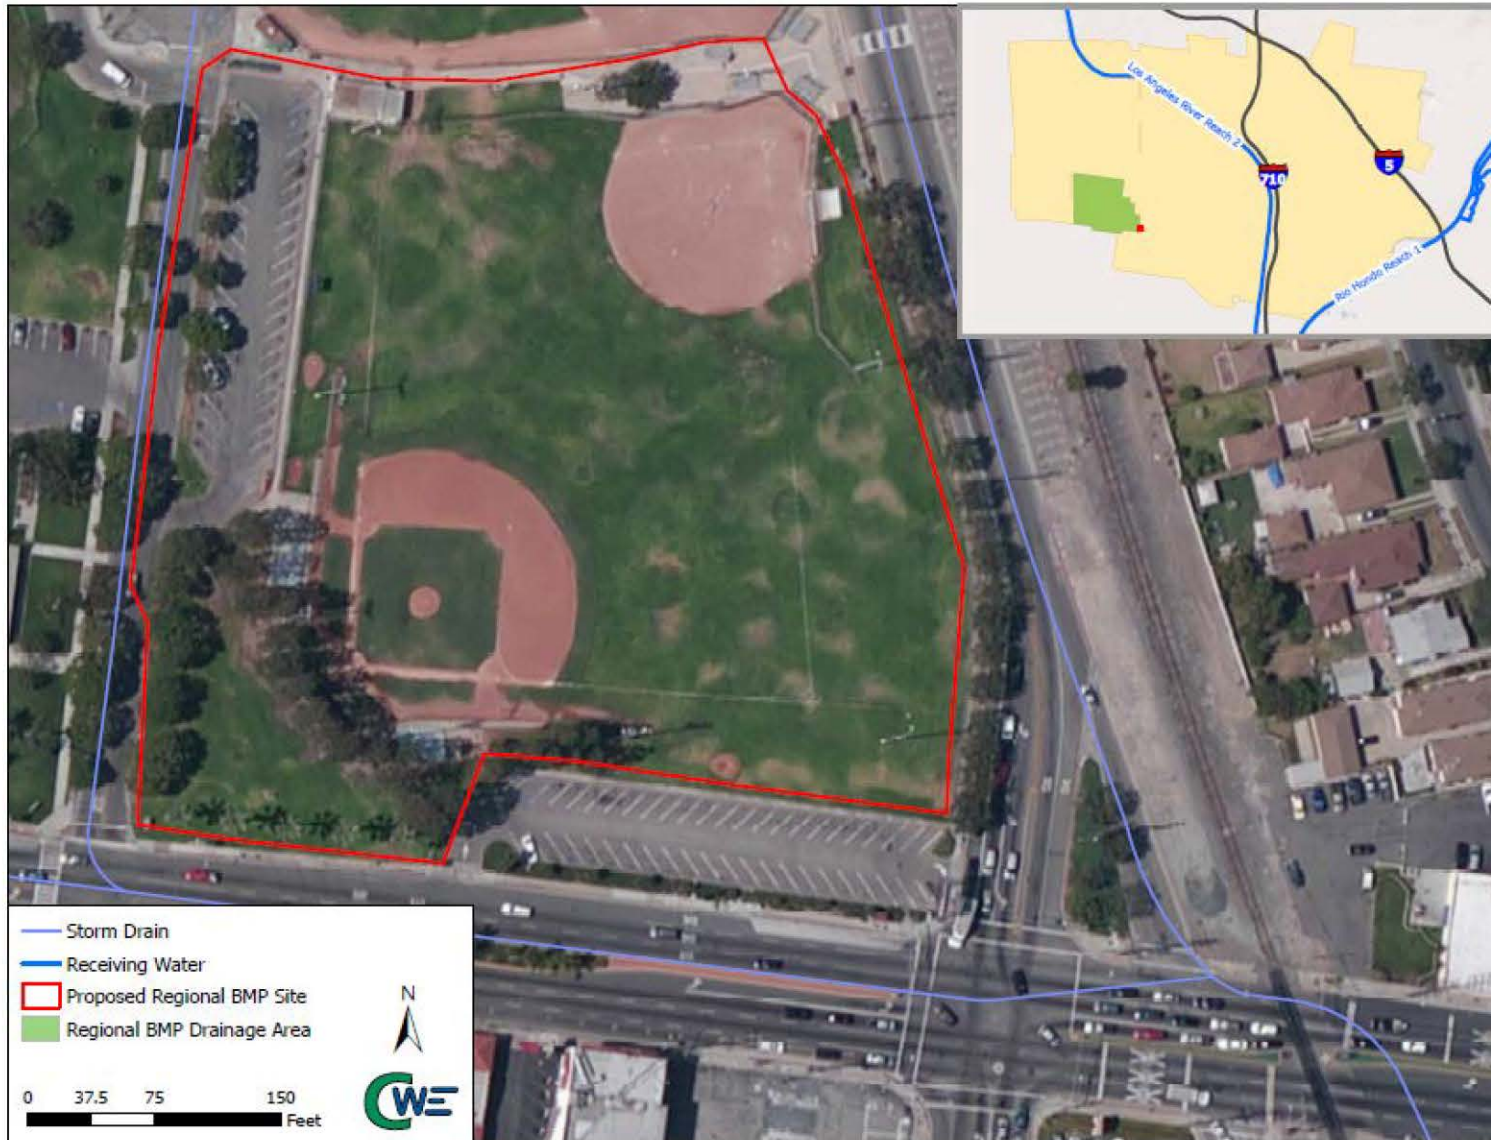 Los Angeles River Reach 2
710
5
Rio Hondo Reach 1
Storm Drain
Receiving Water
Proposed Regional BMP Site
Regional BMP Drainage Area
N
0 37.5 75 150
Feet
CWE